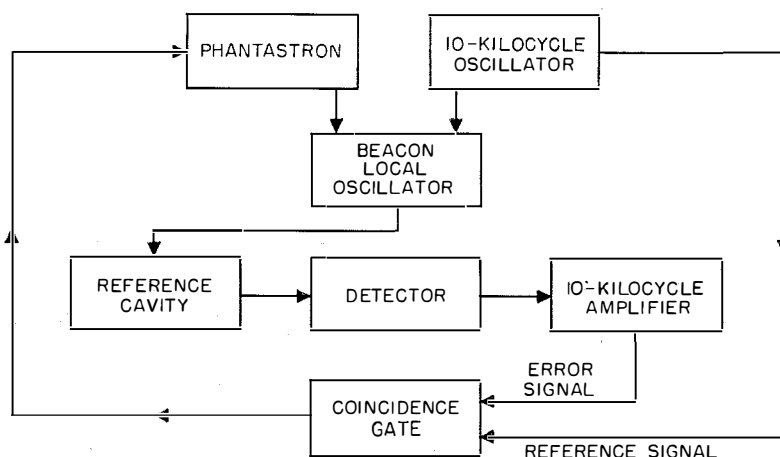 PHANTASTRON
10-KILOCYCLE
OSCILLATOR
BEACON
LOCAL
OSCILLATOR
REFERENCE
CAVITY
DETECTOR
10-KILOCYCLE
AMPLIFIER
ERROR
SIGNAL
COINCIDENCE
GATE
REFERENCE SIGNAL